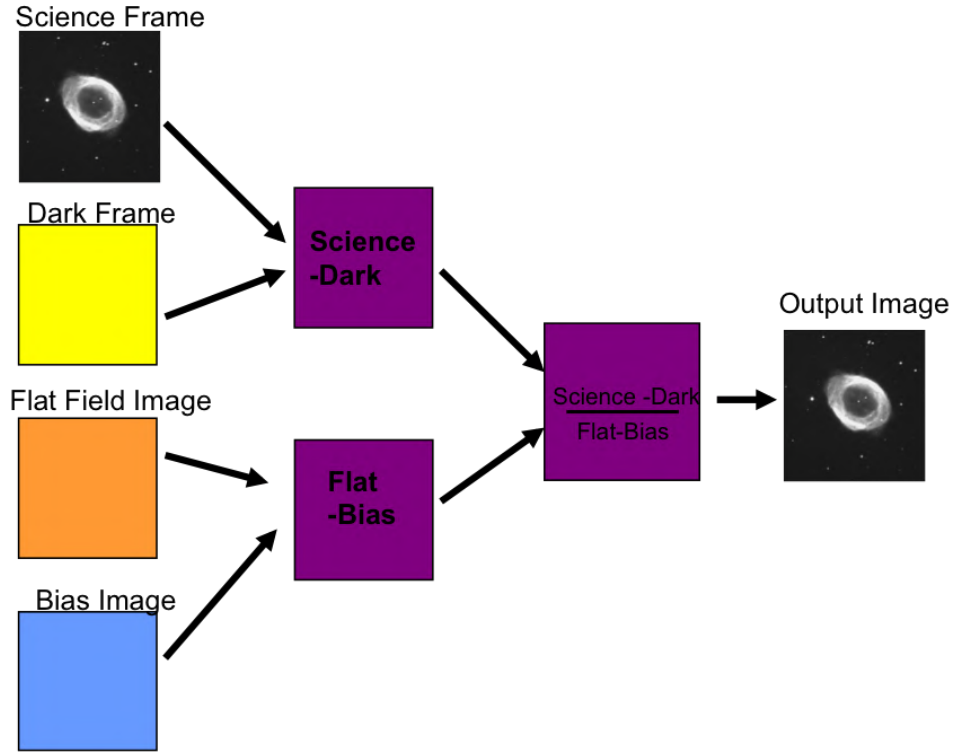 Science Frame
Dark Frame
Science
-Dark
Flat Field Image
Flat
-Bias
Bias Image
Science -Dark
Flat-Bias
Output Image